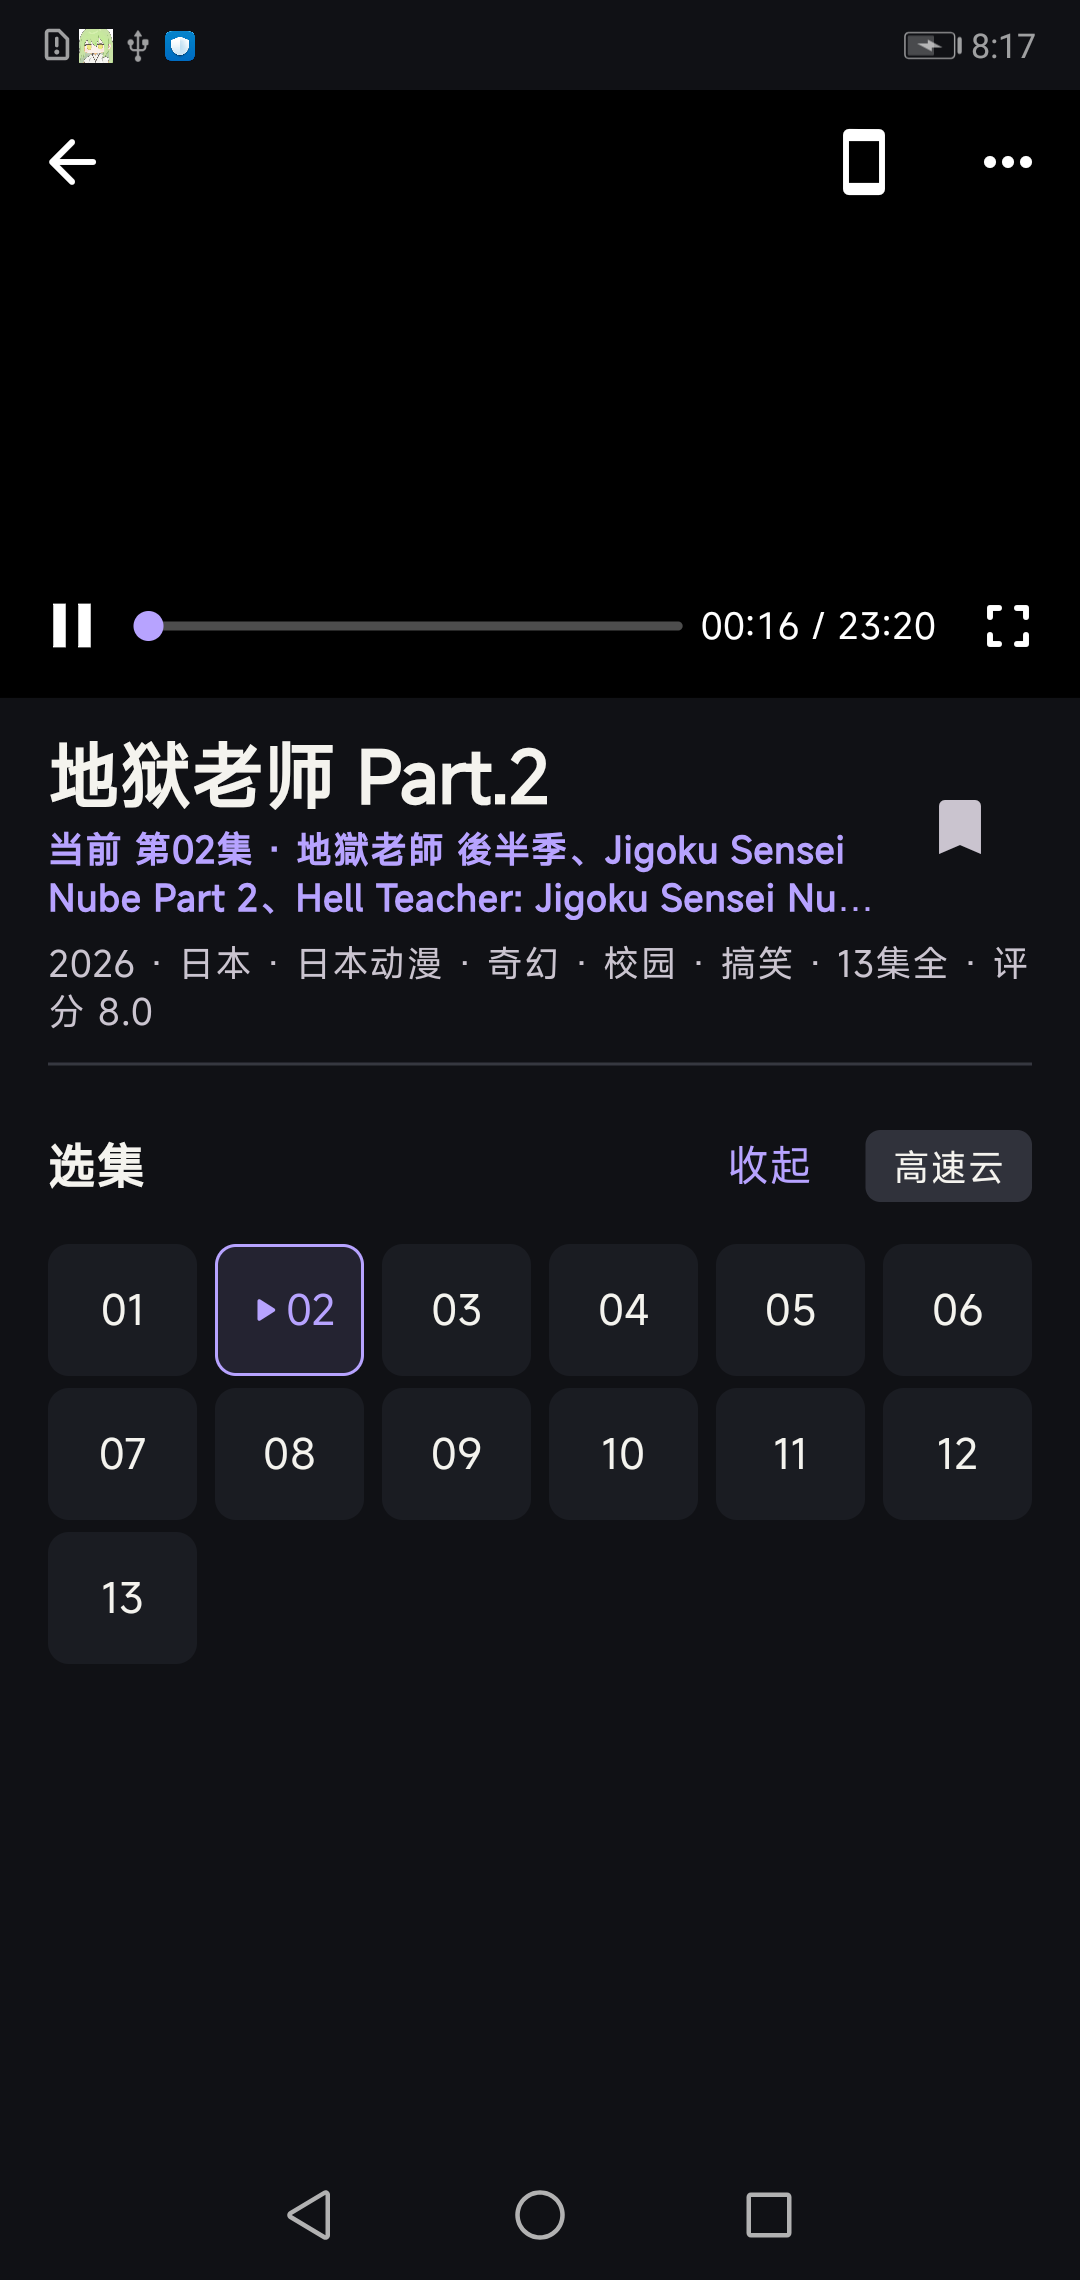 8:17
00:16 / 23:20
地狱老师 Part.2
当前 第02集 · 地獄老師 後半季、Jigoku Sensei
Nube Part 2、Hell Teacher: Jigoku Sensei Nu...
2026 · 日本 · 日本动漫 · 奇幻 · 校园 · 搞笑 · 13集全 · 评
分 8.0
选集 收起 高速云
01 02 03 04 05 06
07 08 09 10 11 12
13